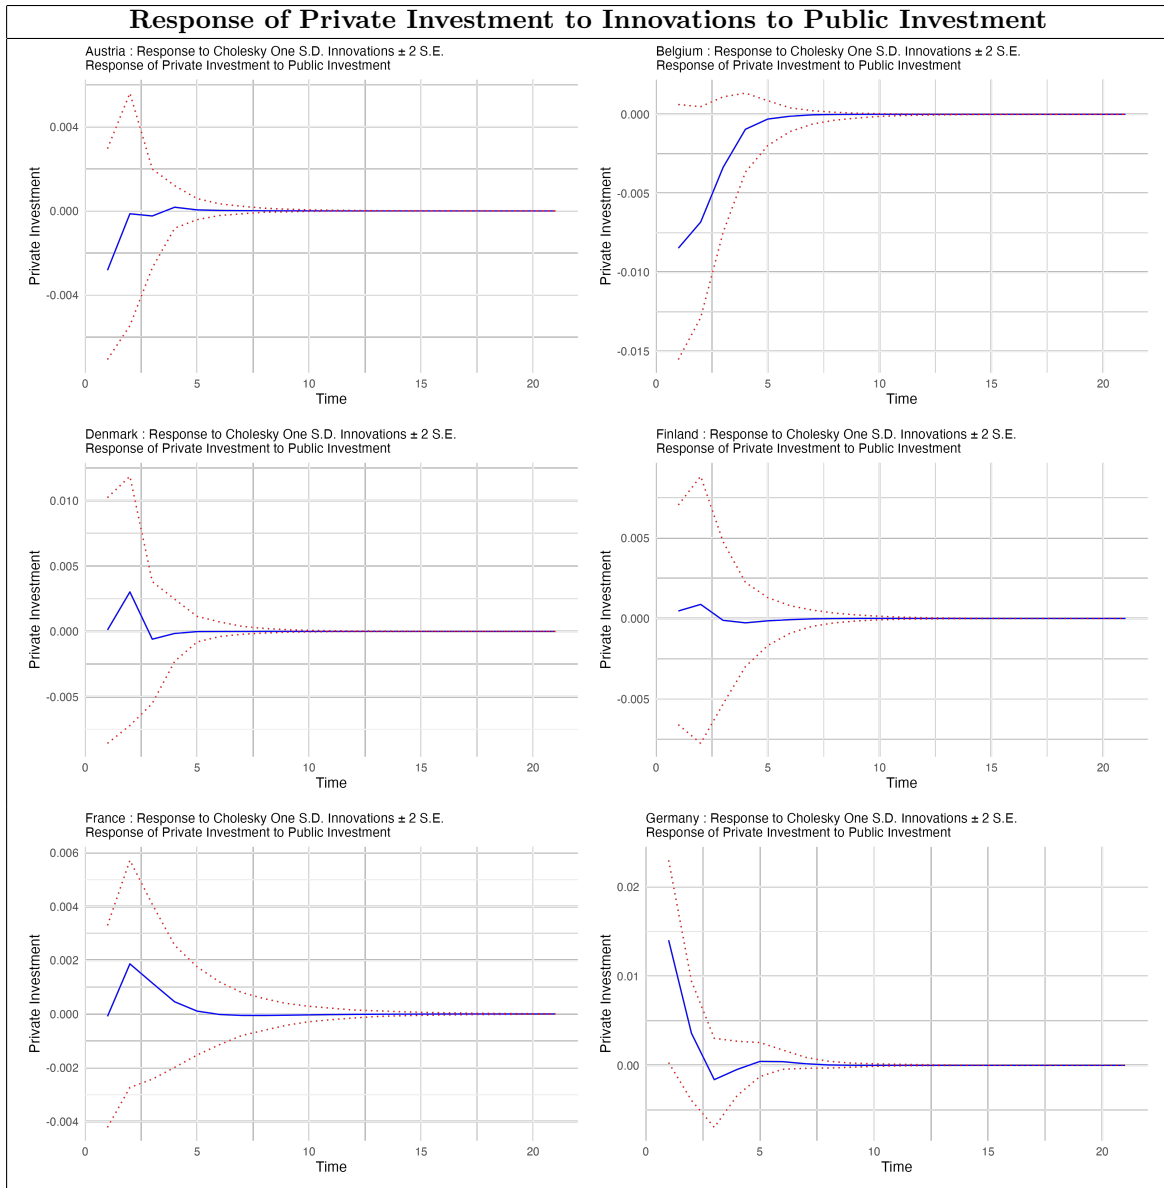 Response of Private Investment to Innovations to Public Investment
Austria : Response to Cholesky One S.D. Innovations ± 2 S.E.
Response of Private Investment to Public Investment
Private Investment
0.004
0.000
-0.004
0
5
10
15
20
Time
Belgium : Response to Cholesky One S.D. Innovations ± 2 S.E.
Response of Private Investment to Public Investment
Private Investment
0.000
-0.005
-0.010
-0.015
0
5
10
15
20
Time
Denmark : Response to Cholesky One S.D. Innovations ± 2 S.E.
Response of Private Investment to Public Investment
Private Investment
0.010
0.005
0.000
-0.005
0
5
10
15
20
Time
Finland : Response to Cholesky One S.D. Innovations ± 2 S.E.
Response of Private Investment to Public Investment
Private Investment
0.005
0.000
-0.005
0
5
10
15
20
Time
France : Response to Cholesky One S.D. Innovations ± 2 S.E.
Response of Private Investment to Public Investment
Private Investment
0.006
0.004
0.002
0.000
-0.002
-0.004
0
5
10
15
20
Time
Germany : Response to Cholesky One S.D. Innovations ± 2 S.E.
Response of Private Investment to Public Investment
Private Investment
0.02
0.01
0.00
0
5
10
15
20
Time